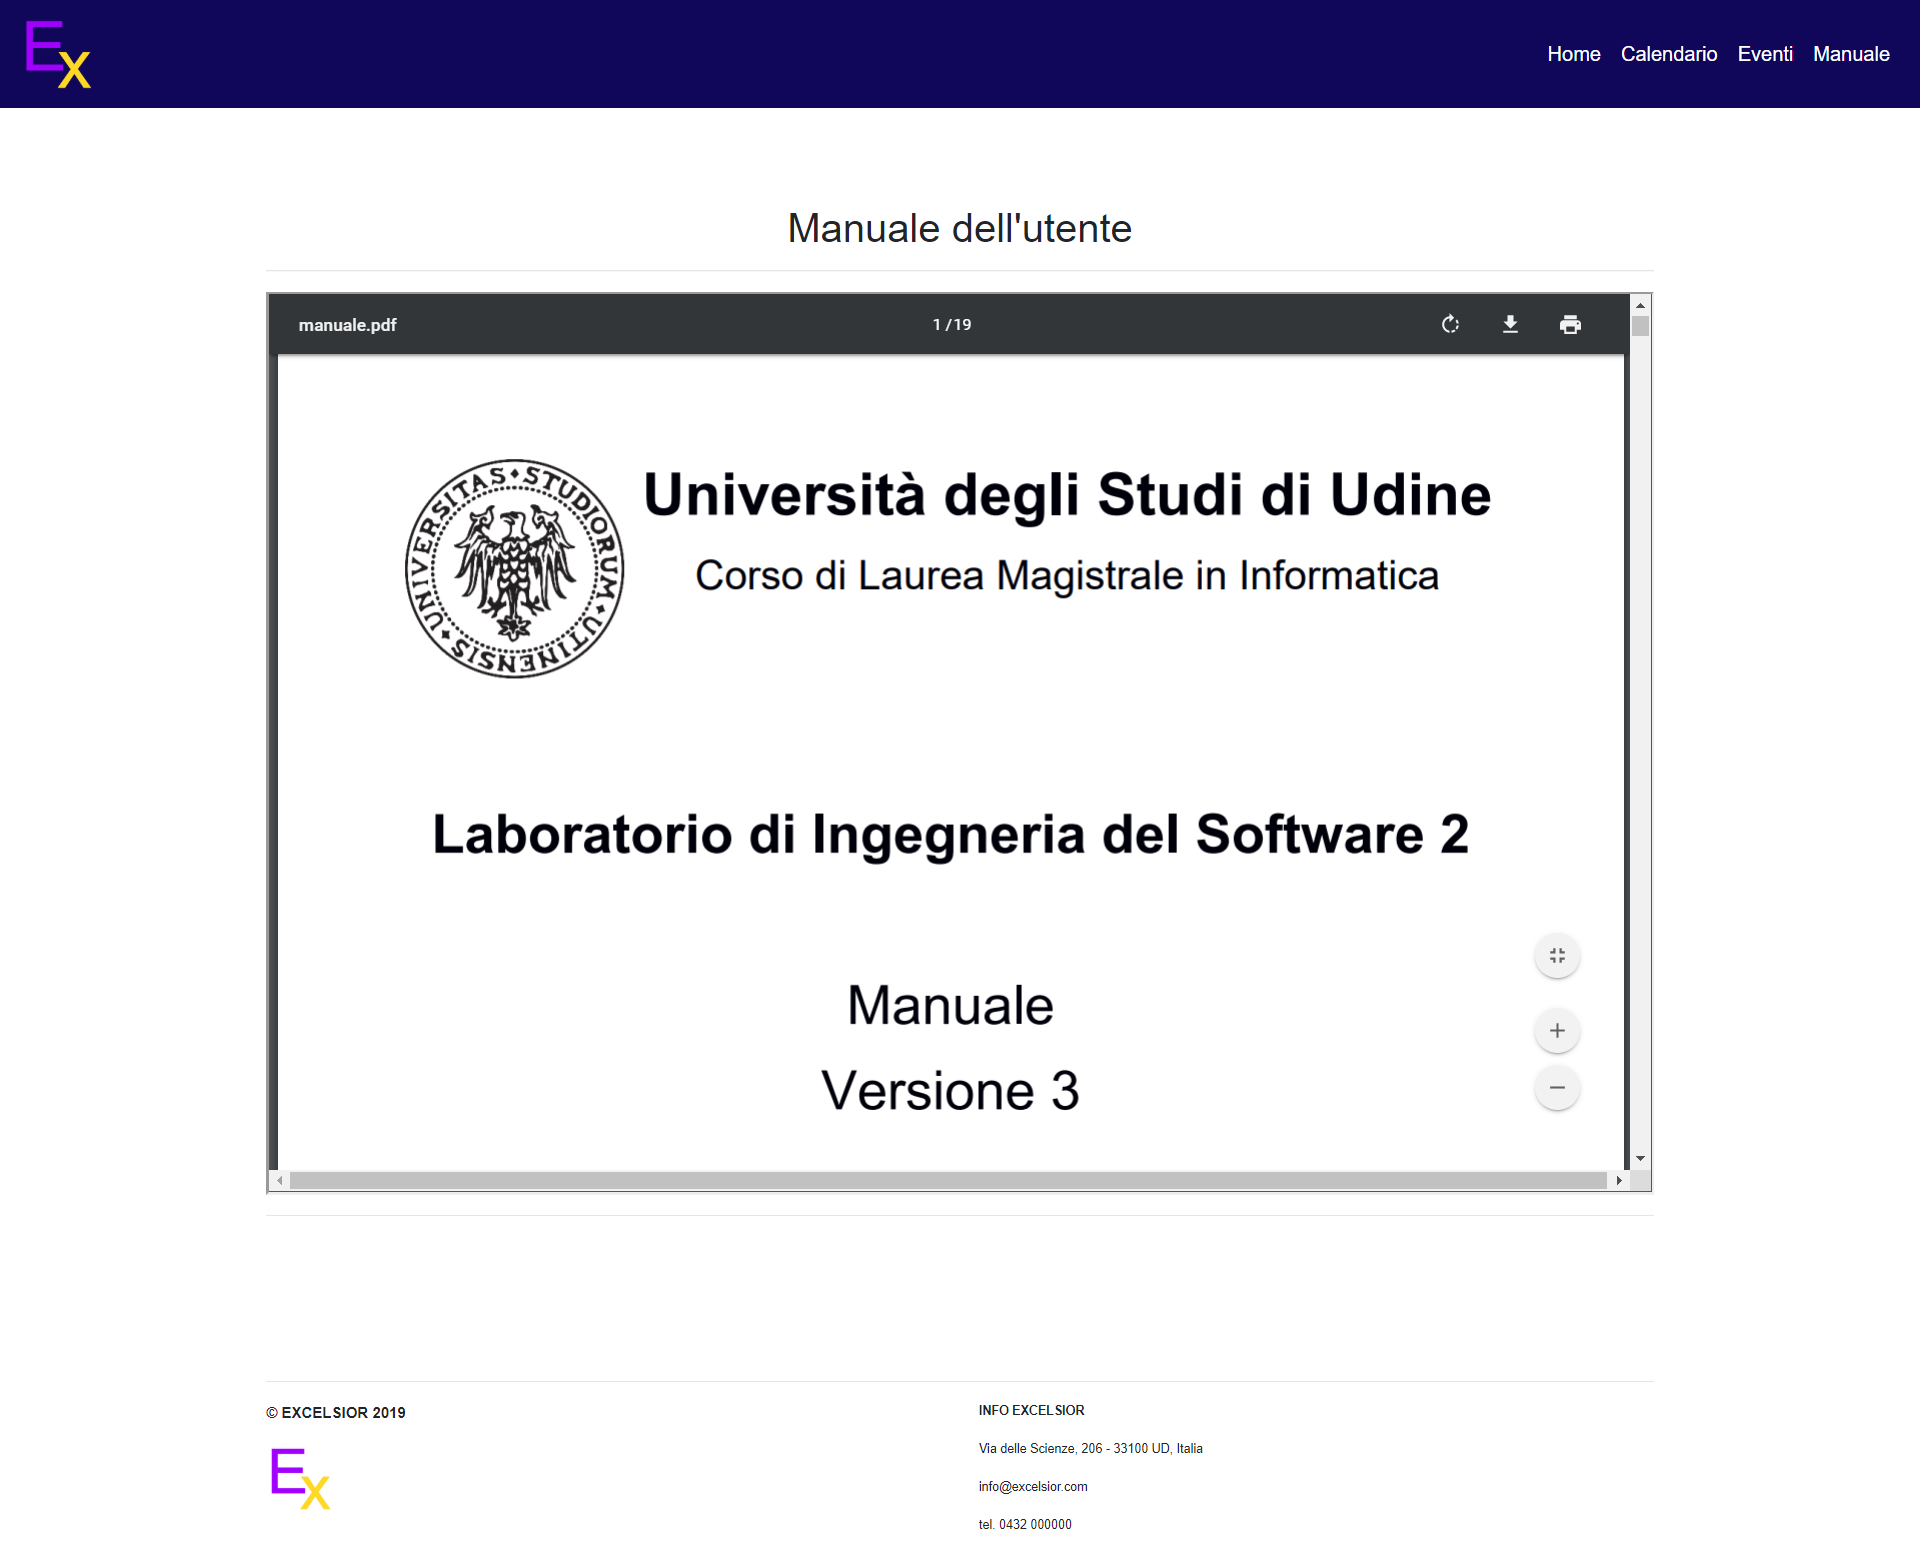 Ex
Home Calendario Eventi Manuale
Manuale dell'utente
manuale.pdf
1 / 19
UNIVERSITAS STUDIORUM UTINENSIS
Università degli Studi di Udine
Corso di Laurea Magistrale in Informatica
Laboratorio di Ingegneria del Software 2
Manuale
Versione 3
© EXCELSIOR 2019
Ex
INFO EXCELSIOR
Via delle Scienze, 206 - 33100 UD, Italia
info@excelsior.com
tel. 0432 000000